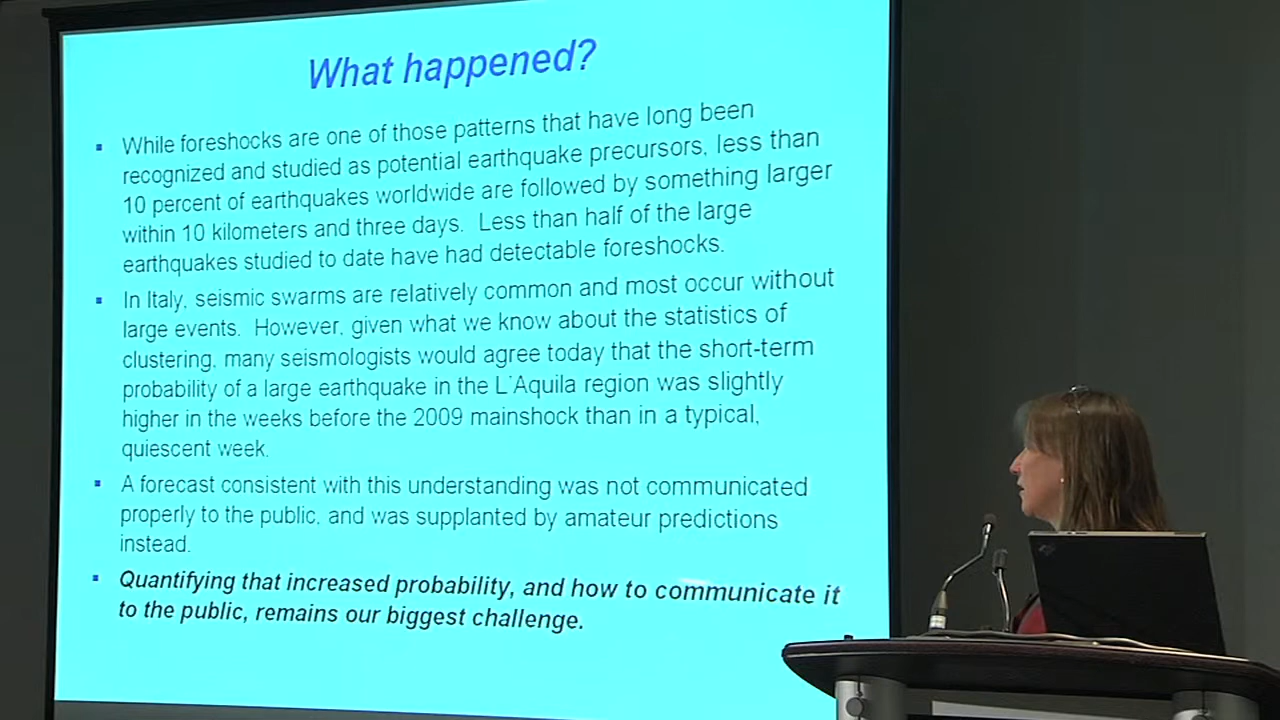 What happened?
While foreshocks are one of those patterns that have long been
recognized and studied as potential earthquake precursors, less than
10 percent of earthquakes worldwide are followed by something larger
within 10 kilometers and three days. Less than half of the large
earthquakes studied to date have had detectable foreshocks.
In Italy, seismic swarms are relatively common and most occur without
large events. However, given what we know about the statistics of
clustering, many seismologists would agree today that the short-term
probability of a large earthquake in the L'Aquila region was slightly
higher in the weeks before the 2009 mainshock than in a typical,
quiescent week.
A forecast consistent with this understanding was not communicated
properly to the public, and was supplanted by amateur predictions
instead.
Quantifying that increased probability, and how to communicate it
to the public, remains our biggest challenge.